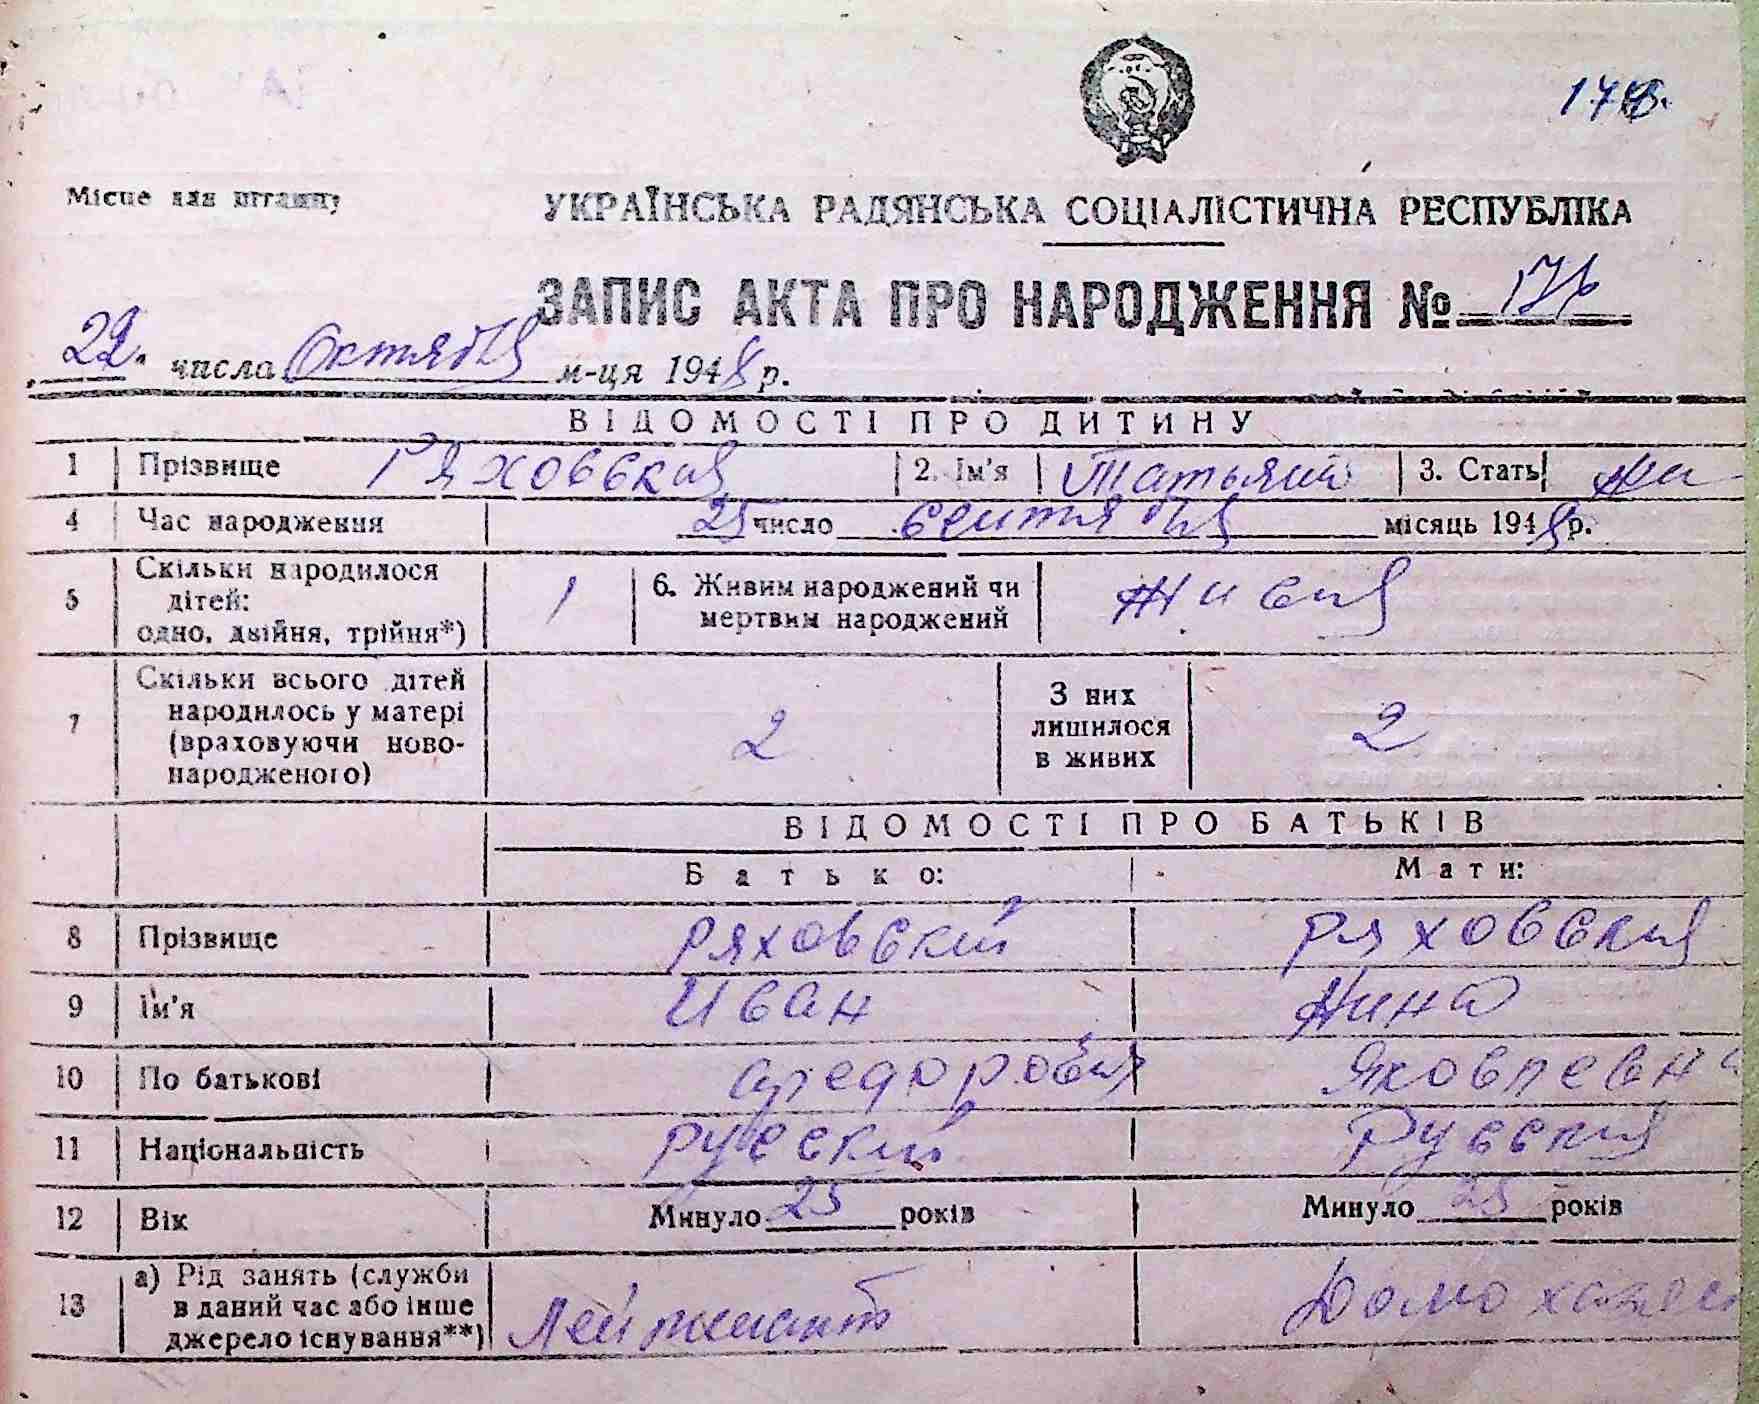 Місце для штампу
УКРАЇНСЬКА РАДЯНСЬКА СОЦІАЛІСТИЧНА РЕСПУБЛІКА
ЗАПИС АКТА ПРО НАРОДЖЕННЯ № 176
„22" числа Октября м-ця 1948 р.
ВІДОМОСТІ ПРО ДИТИНУ
1 Прізвище Ряховская 2. Ім'я Татьяна 3. Стать
4 Час народження 25 число сентября місяць 1948 р.
5 Скільки народилося дітей: одно, двійня, трійня*) 1 6. Живим народжений чи мертвим народжений Живая
7 Скільки всього дітей народилось у матері (враховуючи ново-народженого) 2 З них лишилося в живих 2
ВІДОМОСТІ ПРО БАТЬКІВ
Батько: Мати:
8 Прізвище Ряховский Ряховская
9 Ім'я Иван Нина
10 По батькові Федорович Яковлевна
11 Національність Русский Русская
12 Вік Минуло 25 років Минуло 25 років
13 а) Рід занять (служби в даний час або інше джерело існування**) Лейтенант